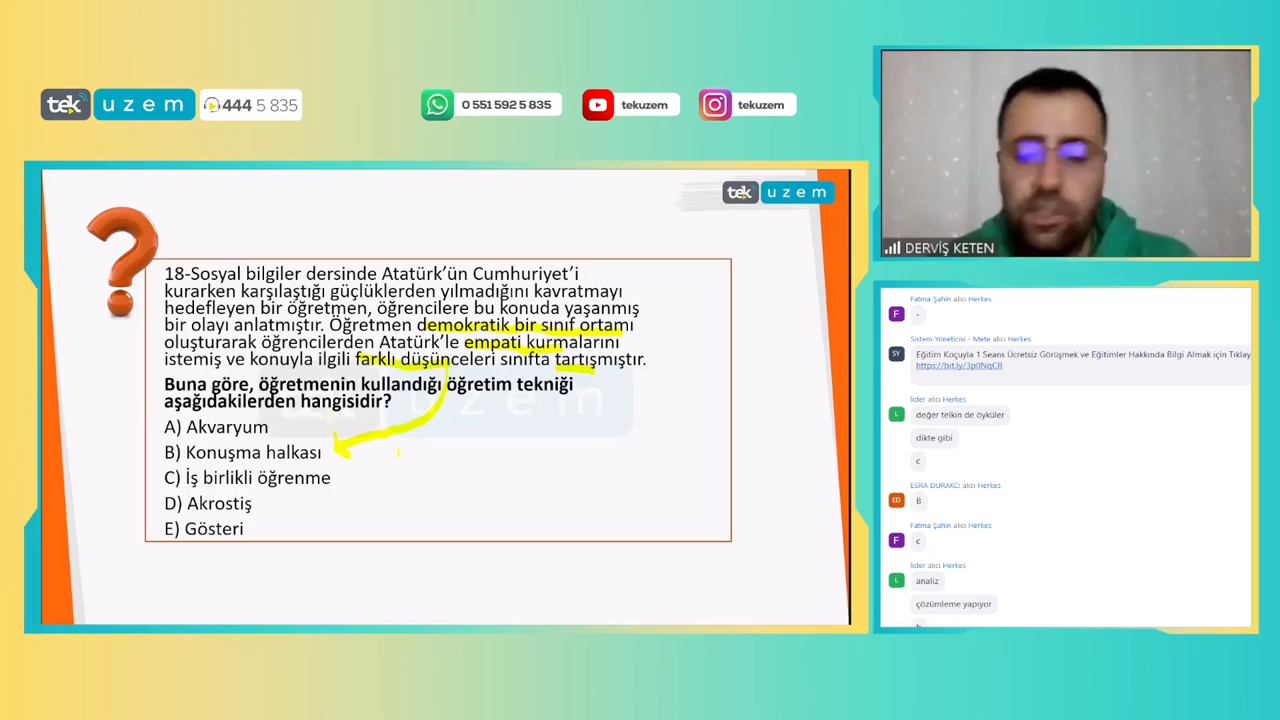 tek uzem 444 5 835
0 551 592 5 835
tekuzem
tekuzem
tek uzem
?
18-Sosyal bilgiler dersinde Atatürk’ün Cumhuriyet’i
kurarken karşılaştığı güçlüklerden yılmadığını kavratmayı
hedefleyen bir öğretmen, öğrencilere bu konuda yaşanmış
bir olayı anlatmıştır. Öğretmen demokratik bir sınıf ortamı
oluşturarak öğrencilerden Atatürk’le empati kurmalarını
istemiş ve konuyla ilgili farklı düşünceleri sınıfta tartışmıştır.
Buna göre, öğretmenin kullandığı öğretim tekniği
aşağıdakilerden hangisidir?
A) Akvaryum
B) Konuşma halkası
C) İş birlikli öğrenme
D) Akrostiş
E) Gösteri
DERVİŞ KETEN
Fatma Şahin alıcı Herkes
F -
Sistem Yöneticisi - Mete alıcı Herkes
SY Eğitim Koçuyla 1 Seans Ücretsiz Görüşmek ve Eğitimler Hakkında Bilgi Almak için Tıklay
https://bit.ly/3p0NqCR
lider alıcı Herkes
L değer telkin de öyküler
dikte gibi
c
ESRA DURAKCI alıcı Herkes
ED B
Fatma Şahin alıcı Herkes
F c
lider alıcı Herkes
L analiz
çözümleme yapıyor